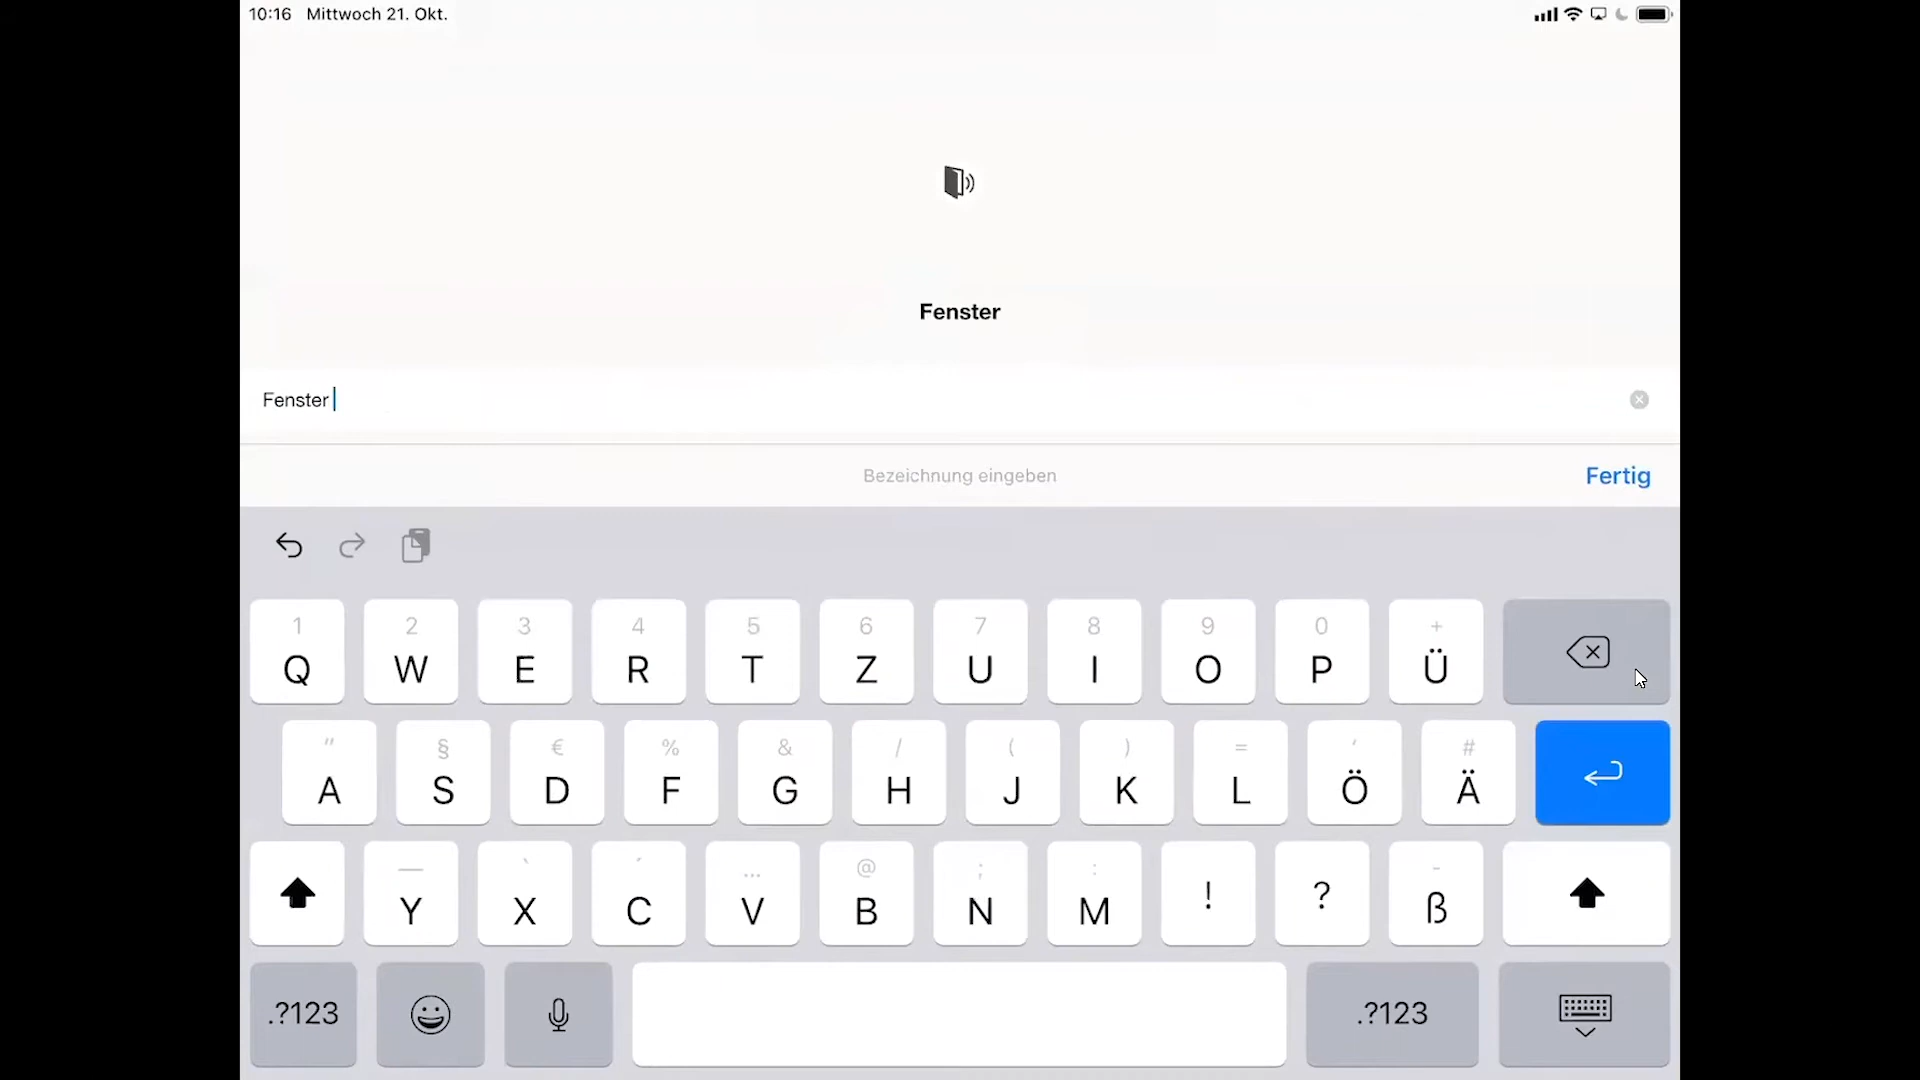 10:16 Mittwoch 21. Okt.
Fenster
Fenster
Bezeichnung eingeben
Fertig
1 2 3 4 5 6 7 8 9 0 +
Q W E R T Z U I O P Ü
" § € % & / ( ) = ' #
A S D F G H J K L Ö Ä
— ` ´ ... @ ; : -
Y X C V B N M ! ? ß
.?123 .?123